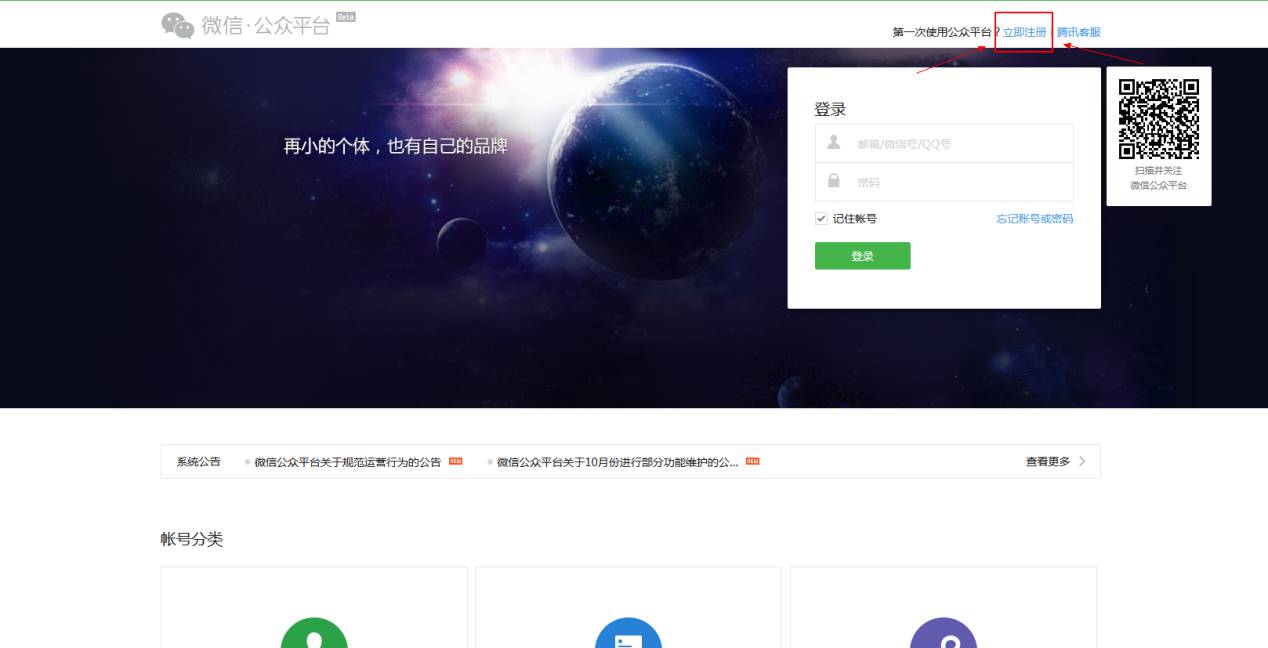 微信·公众平台 Beta
第一次使用公众平台？立即注册 腾讯客服
再小的个体，也有自己的品牌
登录
邮箱/微信号/QQ号
密码
记住帐号 忘记账号或密码
登录
扫描并关注
微信公众平台
系统公告 微信公众平台关于规范运营行为的公告 微信公众平台关于10月份进行部分功能维护的公... 查看更多
帐号分类